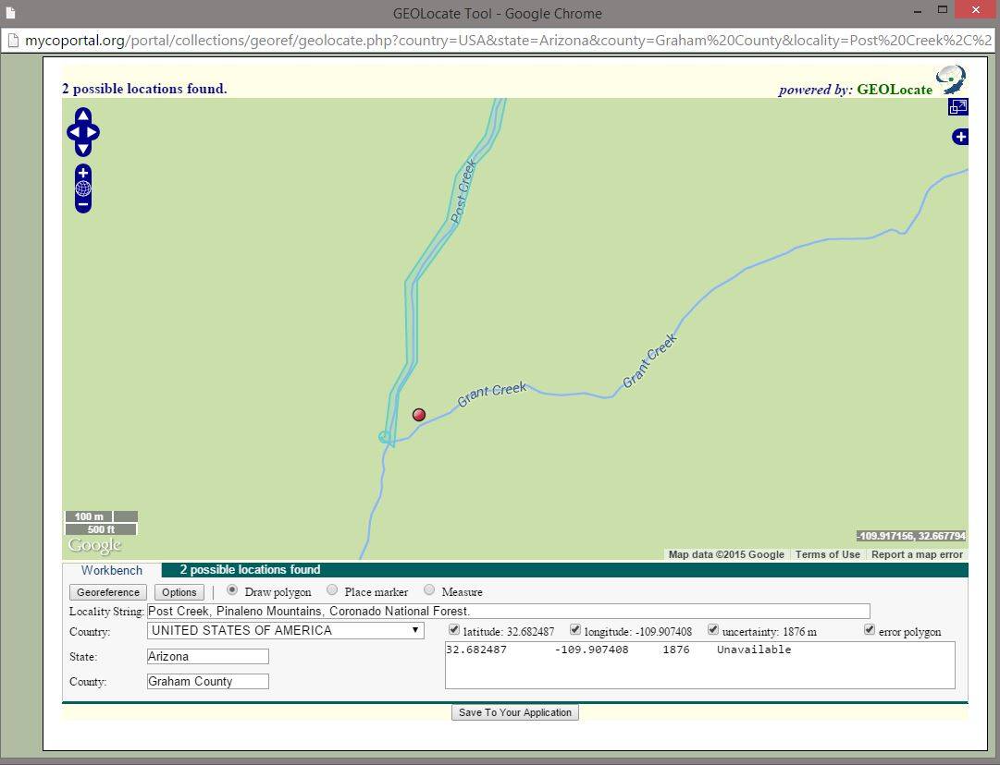 GEOLocate Tool - Google Chrome
mycoportal.org/portal/collections/georef/geolocate.php?country=USA&state=Arizona&county=Graham%20County&locality=Post%20Creek%2C%2
2 possible locations found.
powered by: GEOLocate
Post Creek
Grant Creek
Grant Creek
100 m
500 ft
Google
-109.917156, 32.667794
Map data ©2015 Google Terms of Use Report a map error
Workbench 2 possible locations found
Georeference Options | Draw polygon Place marker Measure
Locality String: Post Creek, Pinaleno Mountains, Coronado National Forest.
Country: UNITED STATES OF AMERICA latitude: 32.682487 longitude: -109.907408 uncertainty: 1876 m error polygon
32.682487 -109.907408 1876 Unavailable
State: Arizona
County: Graham County
Save To Your Application